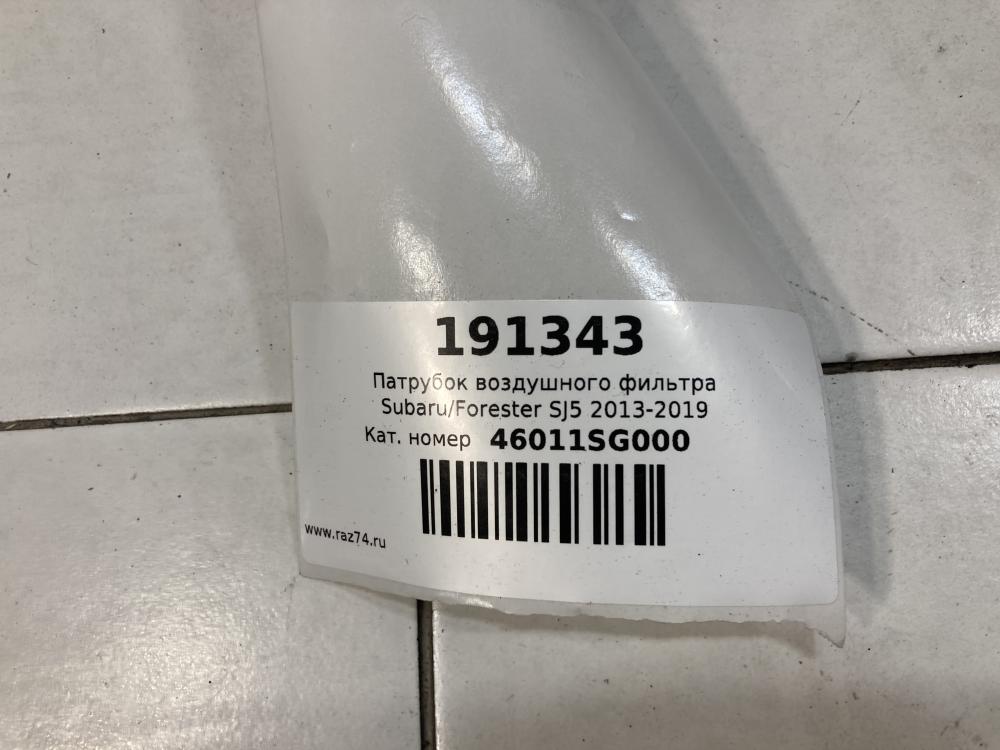 191343
Патрубок воздушного фильтра
Subaru/Forester SJ5 2013-2019
Кат. номер 46011SG000
www.raz74.ru